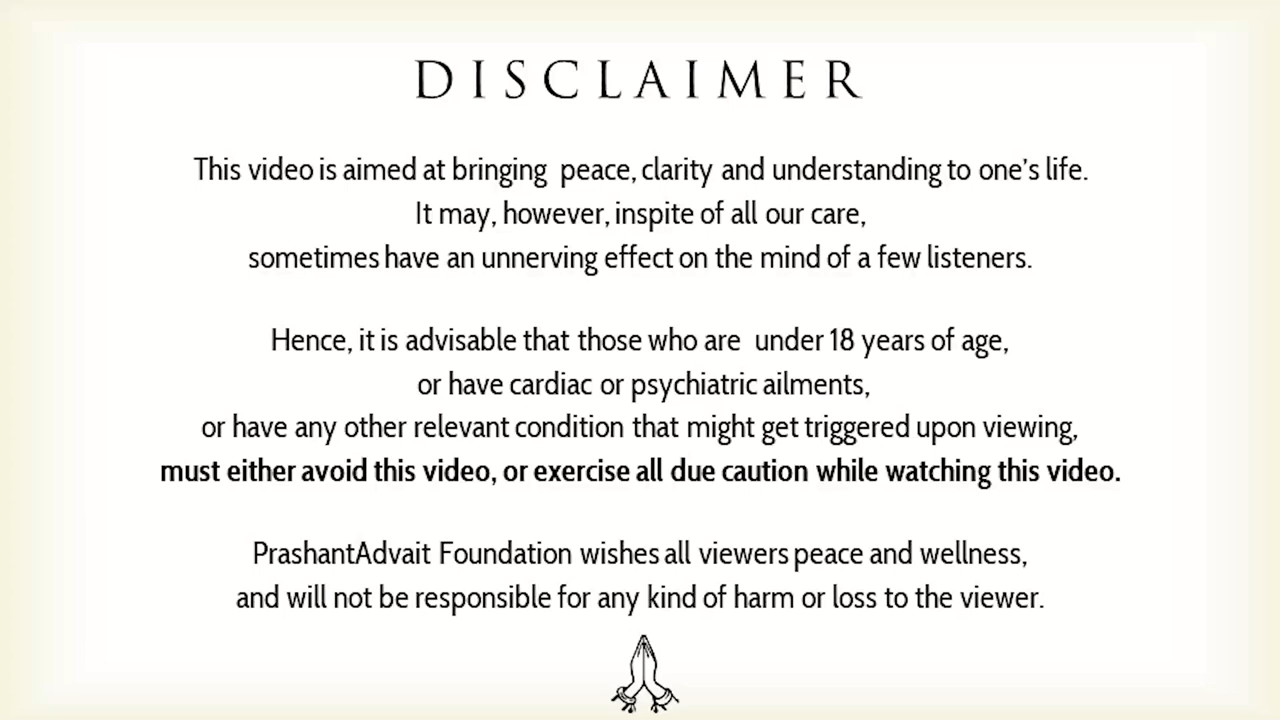 DISCLAIMER
This video is aimed at bringing peace, clarity and understanding to one's life.
It may, however, inspite of all our care,
sometimes have an unnerving effect on the mind of a few listeners.
Hence, it is advisable that those who are under 18 years of age,
or have cardiac or psychiatric ailments,
or have any other relevant condition that might get triggered upon viewing,
must either avoid this video, or exercise all due caution while watching this video.
PrashantAdvait Foundation wishes all viewers peace and wellness,
and will not be responsible for any kind of harm or loss to the viewer.